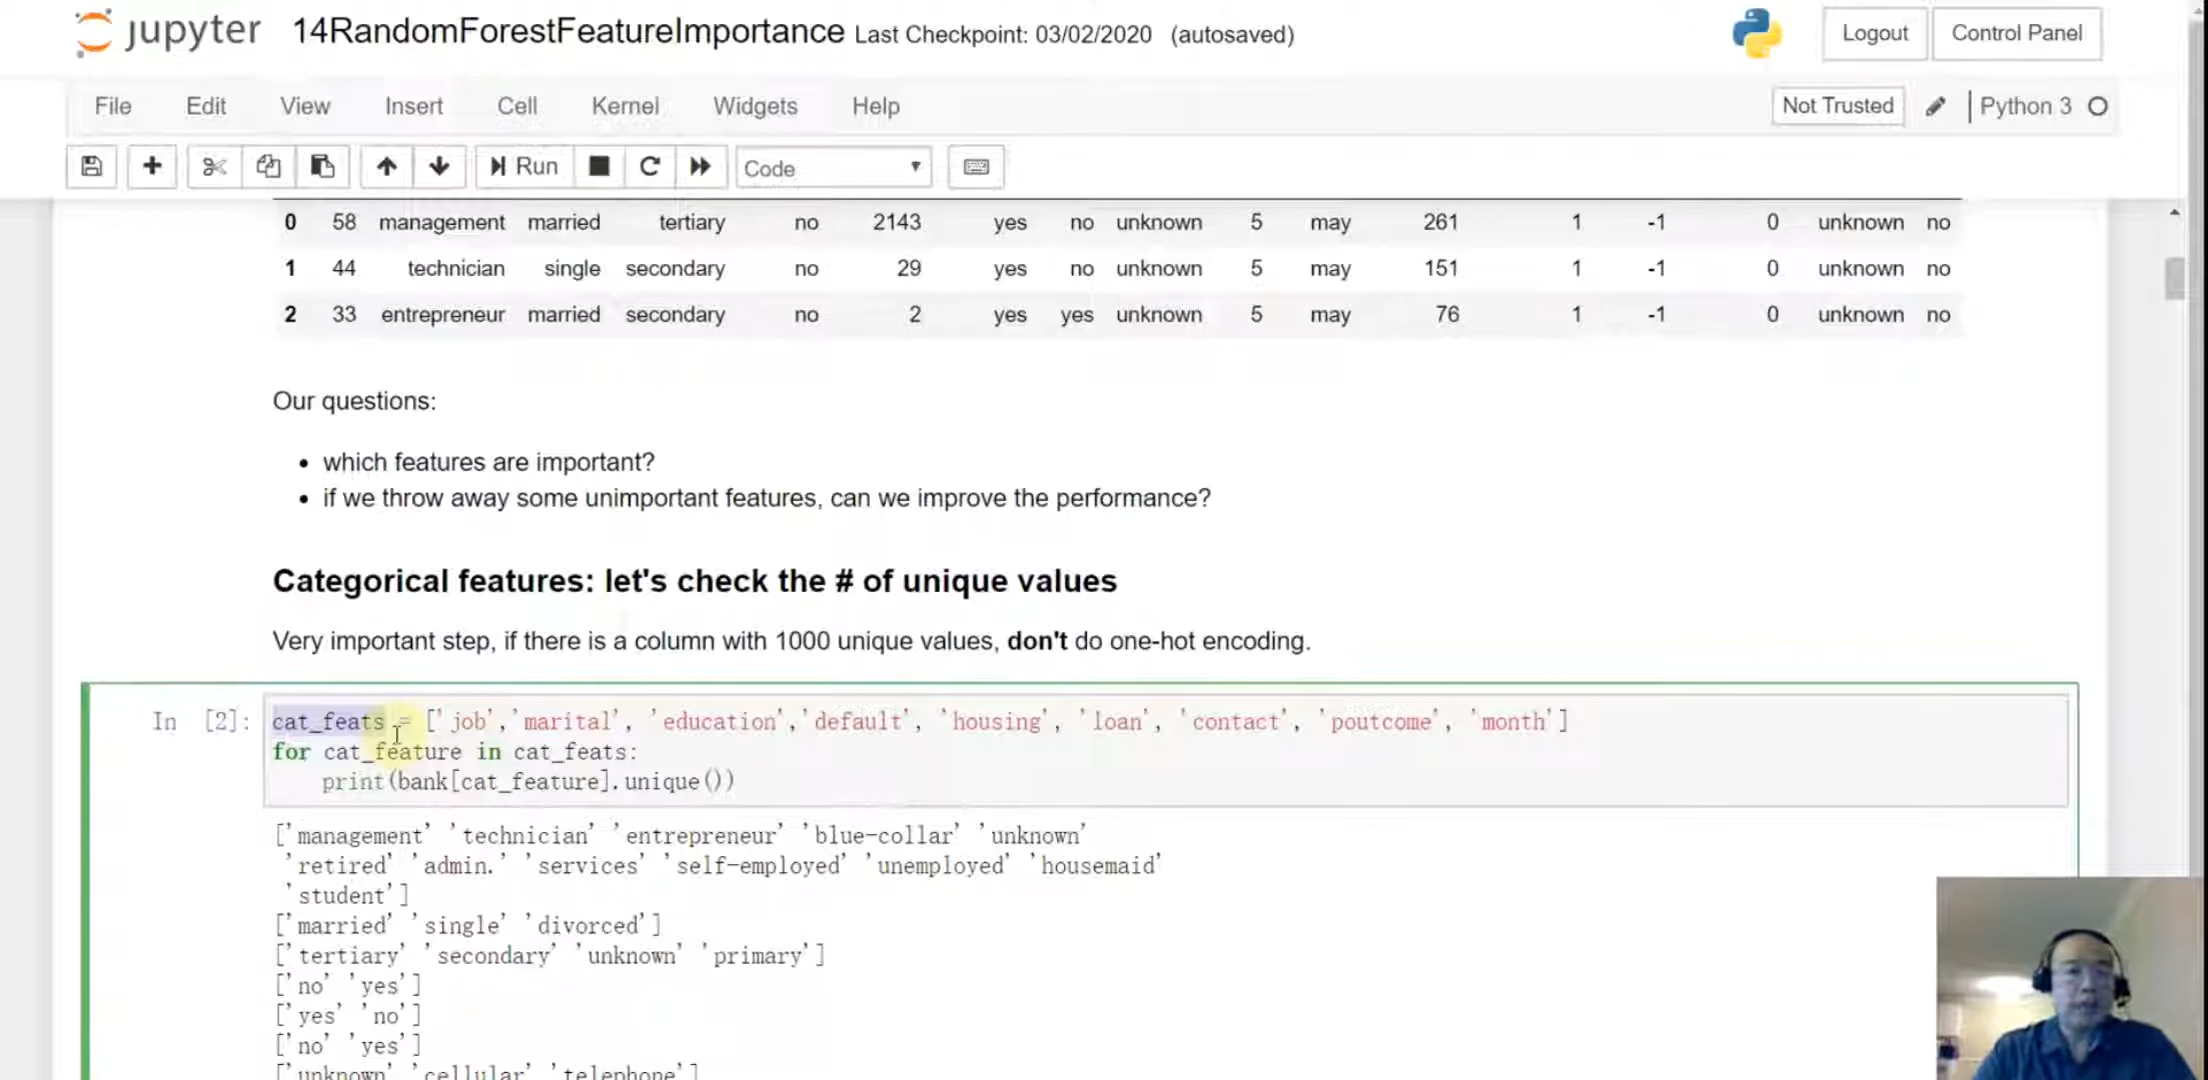 jupyter 14RandomForestFeatureImportance Last Checkpoint: 03/02/2020 (autosaved) Logout Control Panel
File Edit View Insert Cell Kernel Widgets Help Not Trusted Python 3
Run Code
0 58 management married tertiary no 2143 yes no unknown 5 may 261 1 -1 0 unknown no
1 44 technician single secondary no 29 yes no unknown 5 may 151 1 -1 0 unknown no
2 33 entrepreneur married secondary no 2 yes yes unknown 5 may 76 1 -1 0 unknown no
Our questions:
• which features are important?
• if we throw away some unimportant features, can we improve the performance?
Categorical features: let's check the # of unique values
Very important step, if there is a column with 1000 unique values, don't do one-hot encoding.
In [2]: cat_feats = ['job','marital', 'education','default', 'housing', 'loan', 'contact', 'poutcome', 'month']
for cat_feature in cat_feats:
print(bank[cat_feature].unique())
['management' 'technician' 'entrepreneur' 'blue-collar' 'unknown'
'retired' 'admin.' 'services' 'self-employed' 'unemployed' 'housemaid'
'student']
['married' 'single' 'divorced']
['tertiary' 'secondary' 'unknown' 'primary']
['no' 'yes']
['yes' 'no']
['no' 'yes']
['unknown' 'cellular' 'telephone']